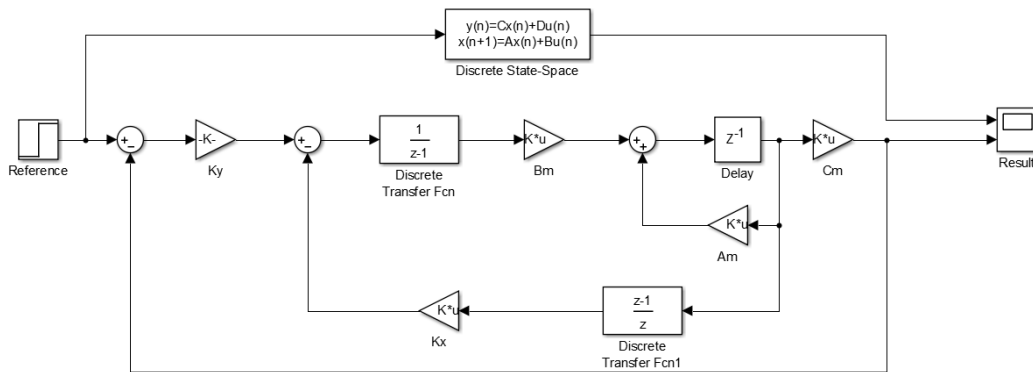 y(n)=Cx(n)+Du(n)
x(n+1)=Ax(n)+Bu(n)
Discrete State-Space
Reference
+
−
-K-
Ky
+
−
1
z-1
Discrete
Transfer Fcn
K*u
Bm
+
+
Z-1
Delay
K*u
Cm
Result
K*u
Am
K*u
Kx
z-1
z
Discrete
Transfer Fcn1